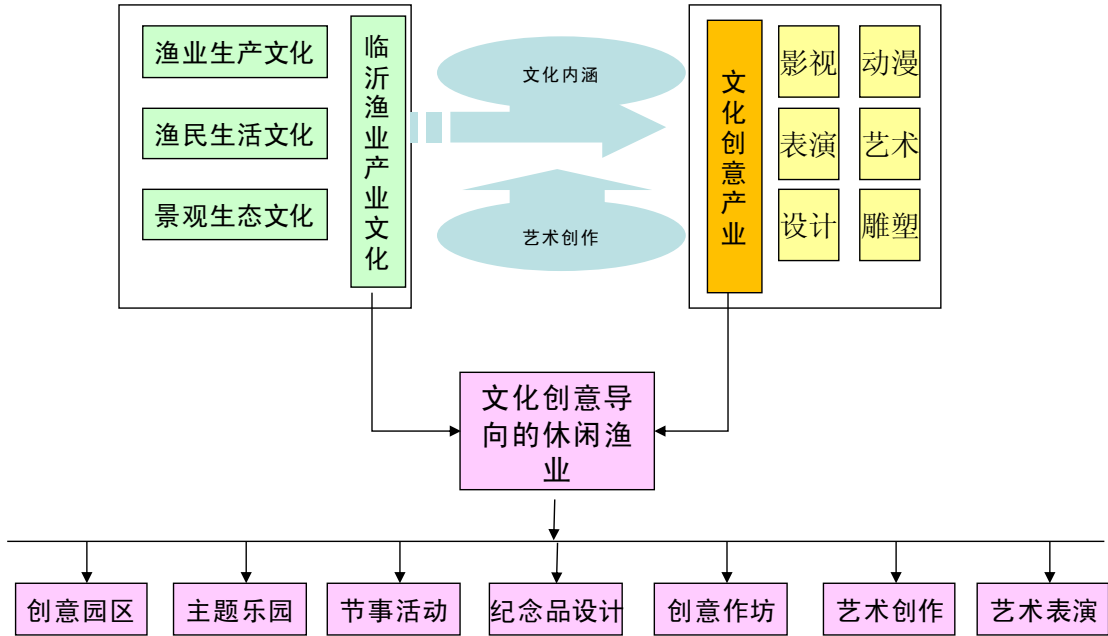 渔业生产文化
渔民生活文化
景观生态文化
临沂渔业产业文化
文化内涵
艺术创作
文化创意产业
影视
动漫
表演
艺术
设计
雕塑
文化创意导
向的休闲渔
业
创意园区
主题乐园
节事活动
纪念品设计
创意作坊
艺术创作
艺术表演